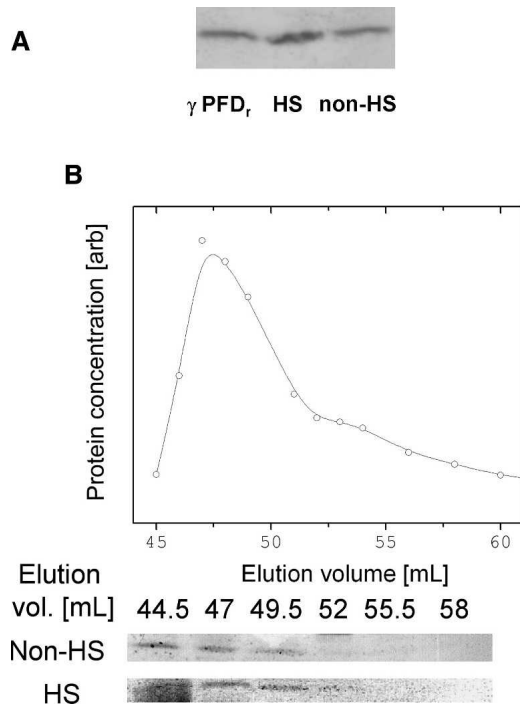 A
γ PFDr HS non-HS
B
Protein concentration [arb]
45 50 55 60
Elution volume [mL]
Elution
vol. [mL] 44.5 47 49.5 52 55.5 58
Non-HS
HS